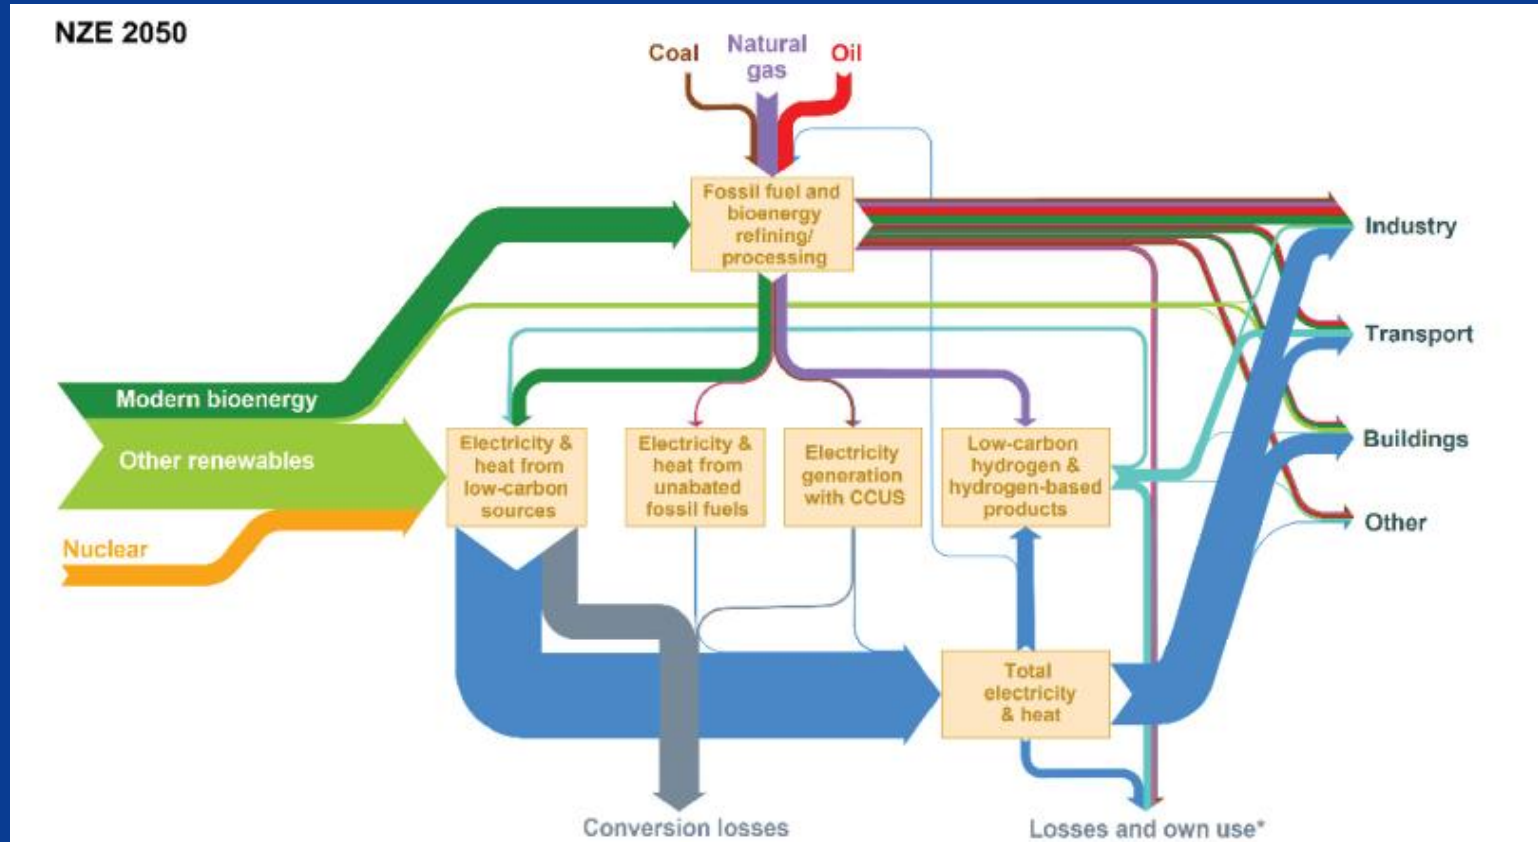 NZE 2050
Coal
Natural
gas
Oil
Fossil fuel and
bioenergy
refining/
processing
Industry
Transport
Buildings
Other
Modern bioenergy
Other renewables
Nuclear
Electricity &
heat from
low-carbon
sources
Electricity &
heat from
unabated
fossil fuels
Electricity
generation
with CCUS
Low-carbon
hydrogen &
hydrogen-based
products
Total
electricity
& heat
Conversion losses
Losses and own use*